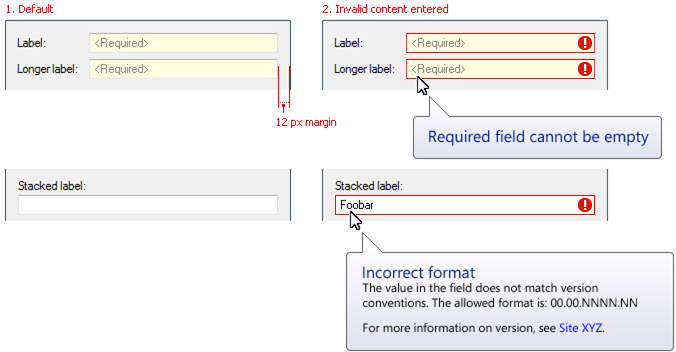 1. Default
2. Invalid content entered
Label:
<Required>
Label:
<Required>
Longer label:
<Required>
Longer label:
<Required>
12 px margin
Required field cannot be empty
Stacked label:
Stacked label:
Foobar
Incorrect format
The value in the field does not match version
conventions. The allowed format is: 00.00.NNNN.NN
For more information on version, see Site XYZ.